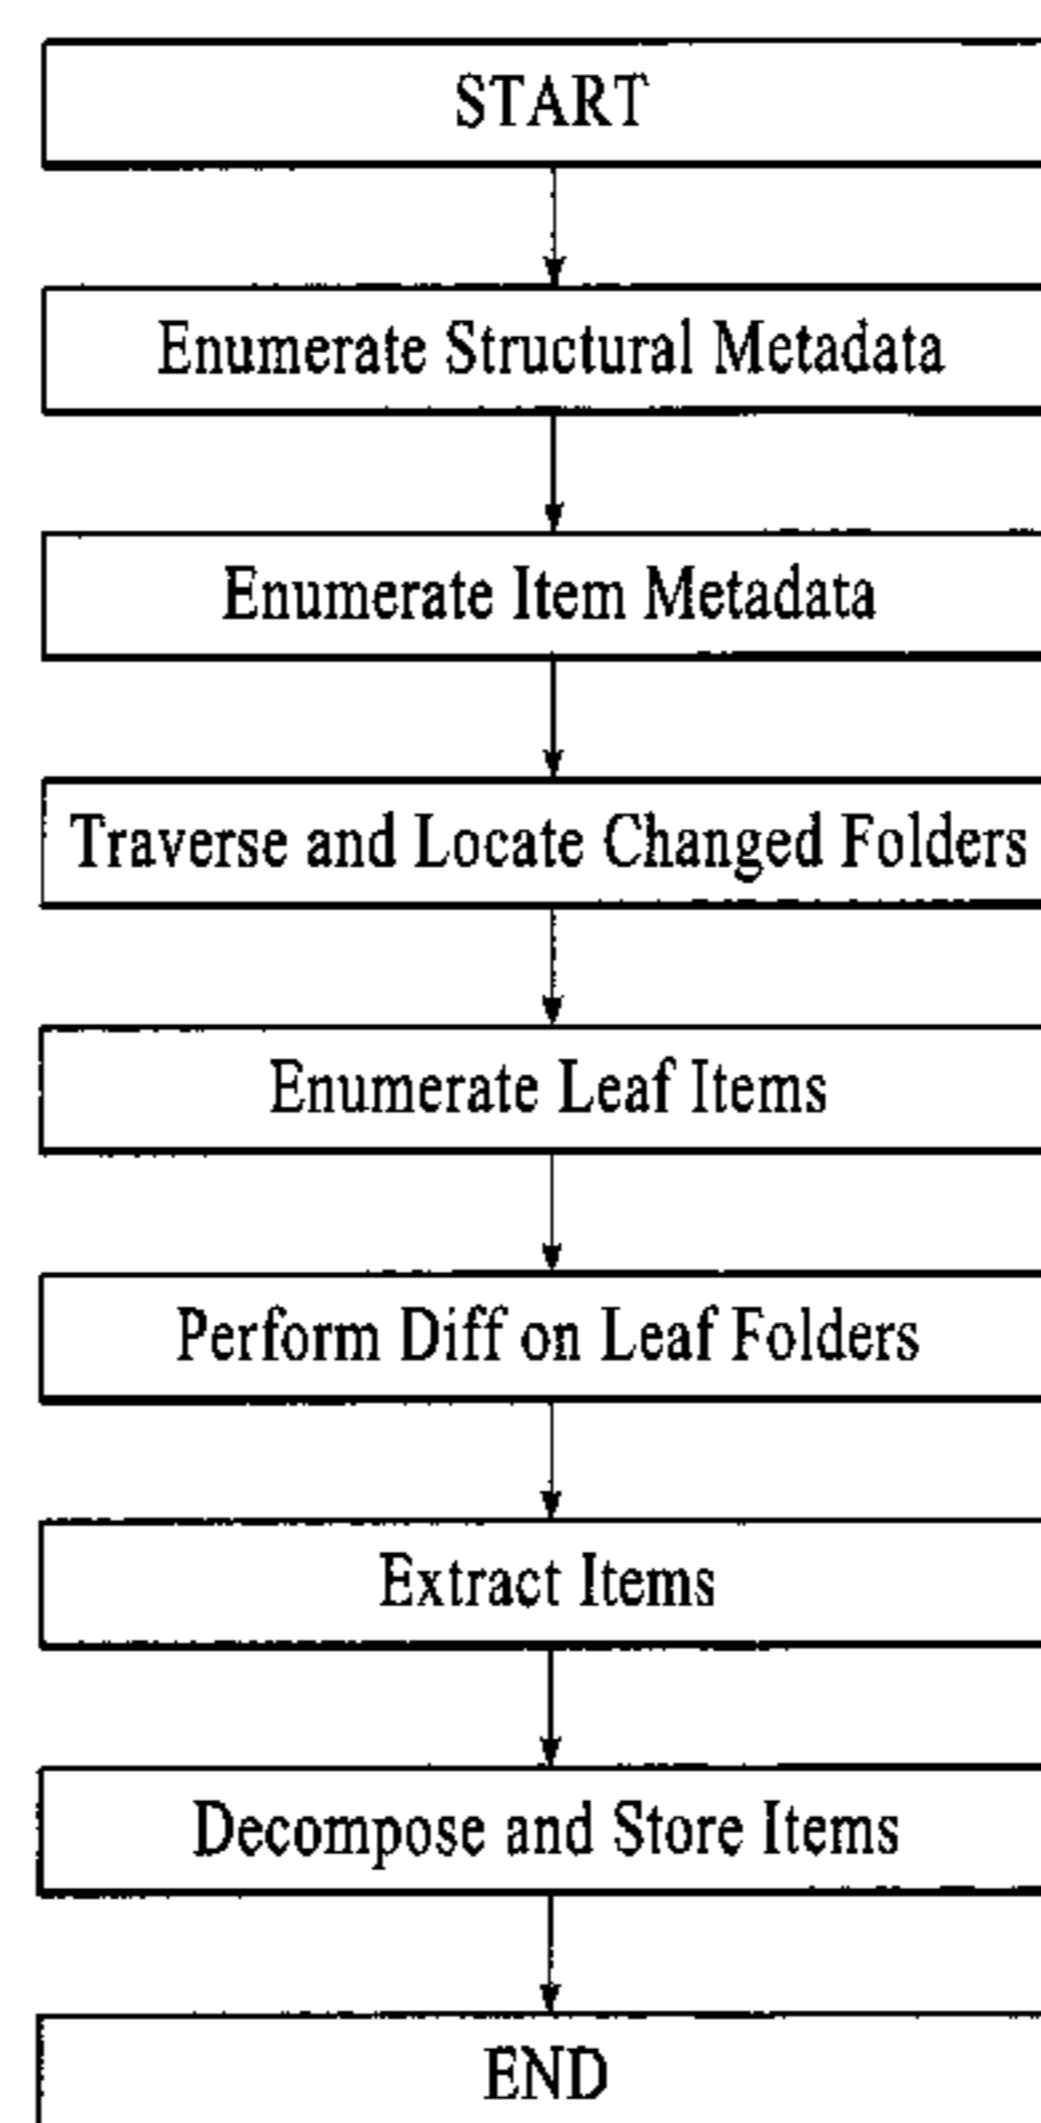 START
Enumerate Structural Metadata
Enumerate Item Metadata
Traverse and Locate Changed Folders
Enumerate Leaf Items
Perform Diff on Leaf Folders
Extract Items
Decompose and Store Items
END